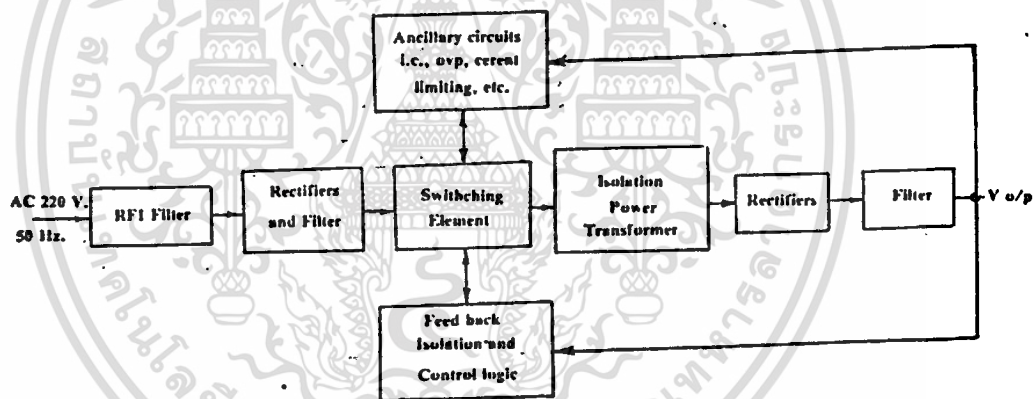 Ancillary circuits
i.c., ovp, cerent
limiting, etc.
AC 220 V.
50 Hz.
RFI Filter
Rectifiers
and Filter
Swithching
Element
Isolation
Power
Transformer
Rectifiers
Filter
V o/p
Feed back
Isolation and
Control logic